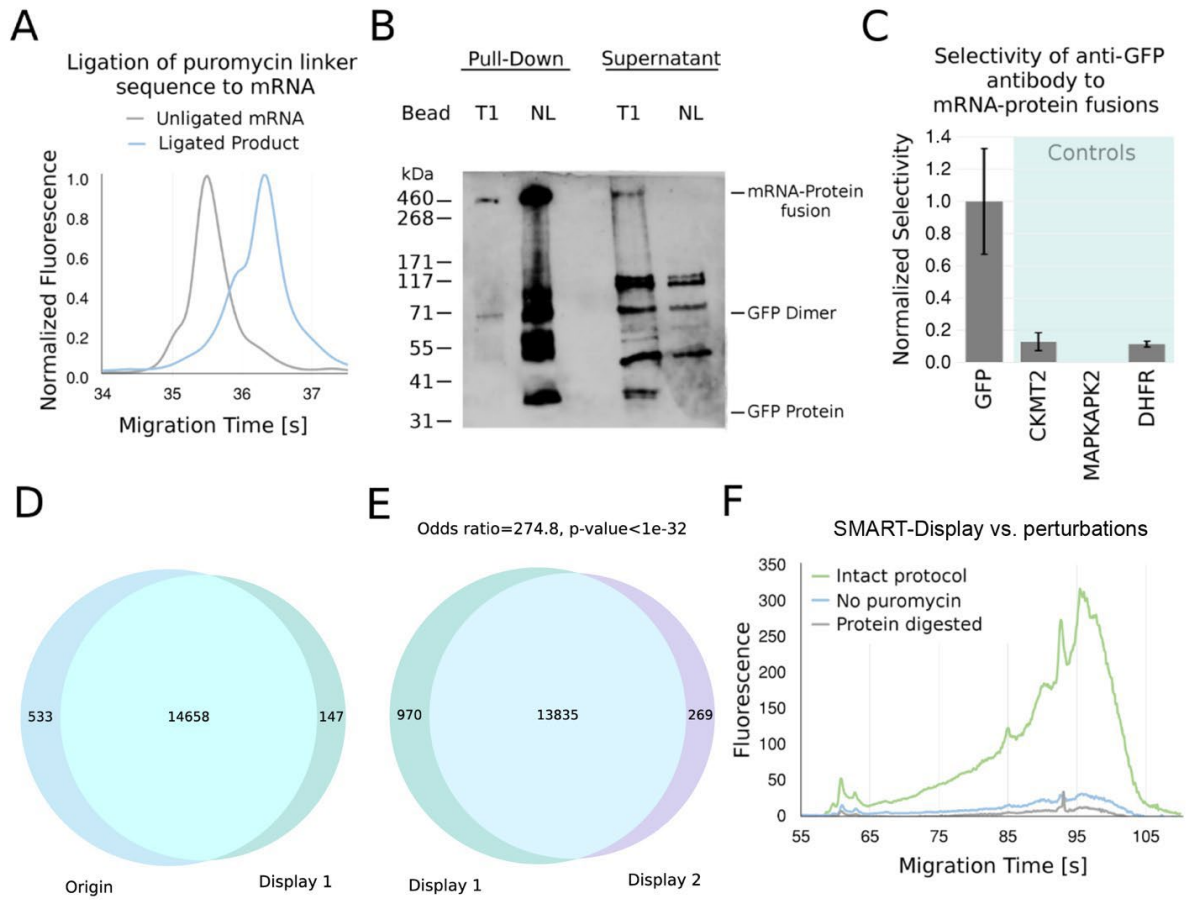 A
Ligation of puromycin linker
sequence to mRNA
Unligated mRNA
Ligated Product
Normalized Fluorescence
1.0
0.8
0.6
0.4
0.2
0.0
34
35
36
37
Migration Time [s]
B
Pull-Down
Supernatant
Bead
T1
NL
T1
NL
kDa
460
268
171
117
71
55
41
31
mRNA-Protein
fusion
GFP Dimer
GFP Protein
C
Selectivity of anti-GFP
antibody to
mRNA-protein fusions
Controls
Normalized Selectivity
1.4
1.2
1.0
0.8
0.6
0.4
0.2
0.0
GFP
CKMT2
MAPKAPK2
DHFR
D
533
14658
147
Origin
Display 1
E
Odds ratio=274.8, p-value<1e-32
970
13835
269
Display 1
Display 2
F
SMART-Display vs. perturbations
Intact protocol
No puromycin
Protein digested
Fluorescence
350
300
250
200
150
100
50
0
55
65
75
85
95
105
Migration Time [s]